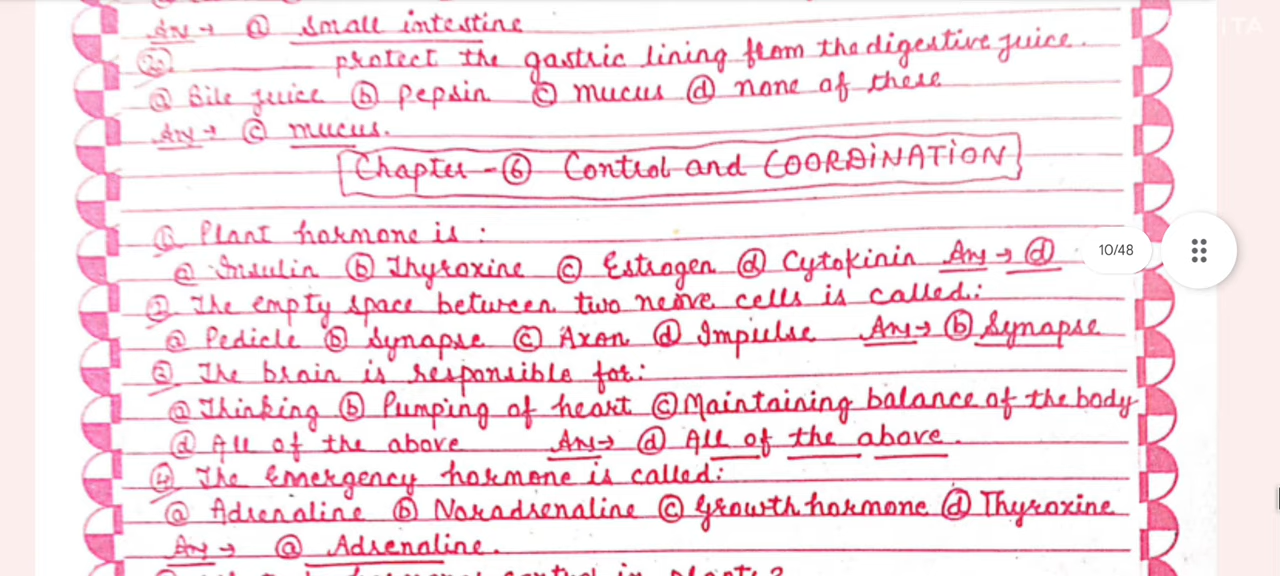 Ans → ⓐ Small intestine
⑳ ______ protect the gastric lining from the digestive juice.
ⓐ Bile juice ⓑ Pepsin ⓒ mucus ⓓ none of these
Ans → ⓒ mucus.
Chapter - ⑥ Control and COORDINATION
① Plant hormone is :
ⓐ Insulin ⓑ Thyroxine ⓒ Estrogen ⓓ Cytokinin Ans → ⓓ
② The empty space between two nerve cells is called:
ⓐ Pedicle ⓑ Synapse ⓒ Axon ⓓ Impulse Ans → ⓑ Synapse
③ The brain is responsible for:
ⓐ Thinking ⓑ Pumping of heart ⓒ Maintaining balance of the body
ⓓ All of the above Ans → ⓓ All of the above.
④ The Emergency hormone is called:
ⓐ Adrenaline ⓑ Noradrenaline ⓒ Growth hormone ⓓ Thyroxine
Ans → ⓐ Adrenaline.
10/48